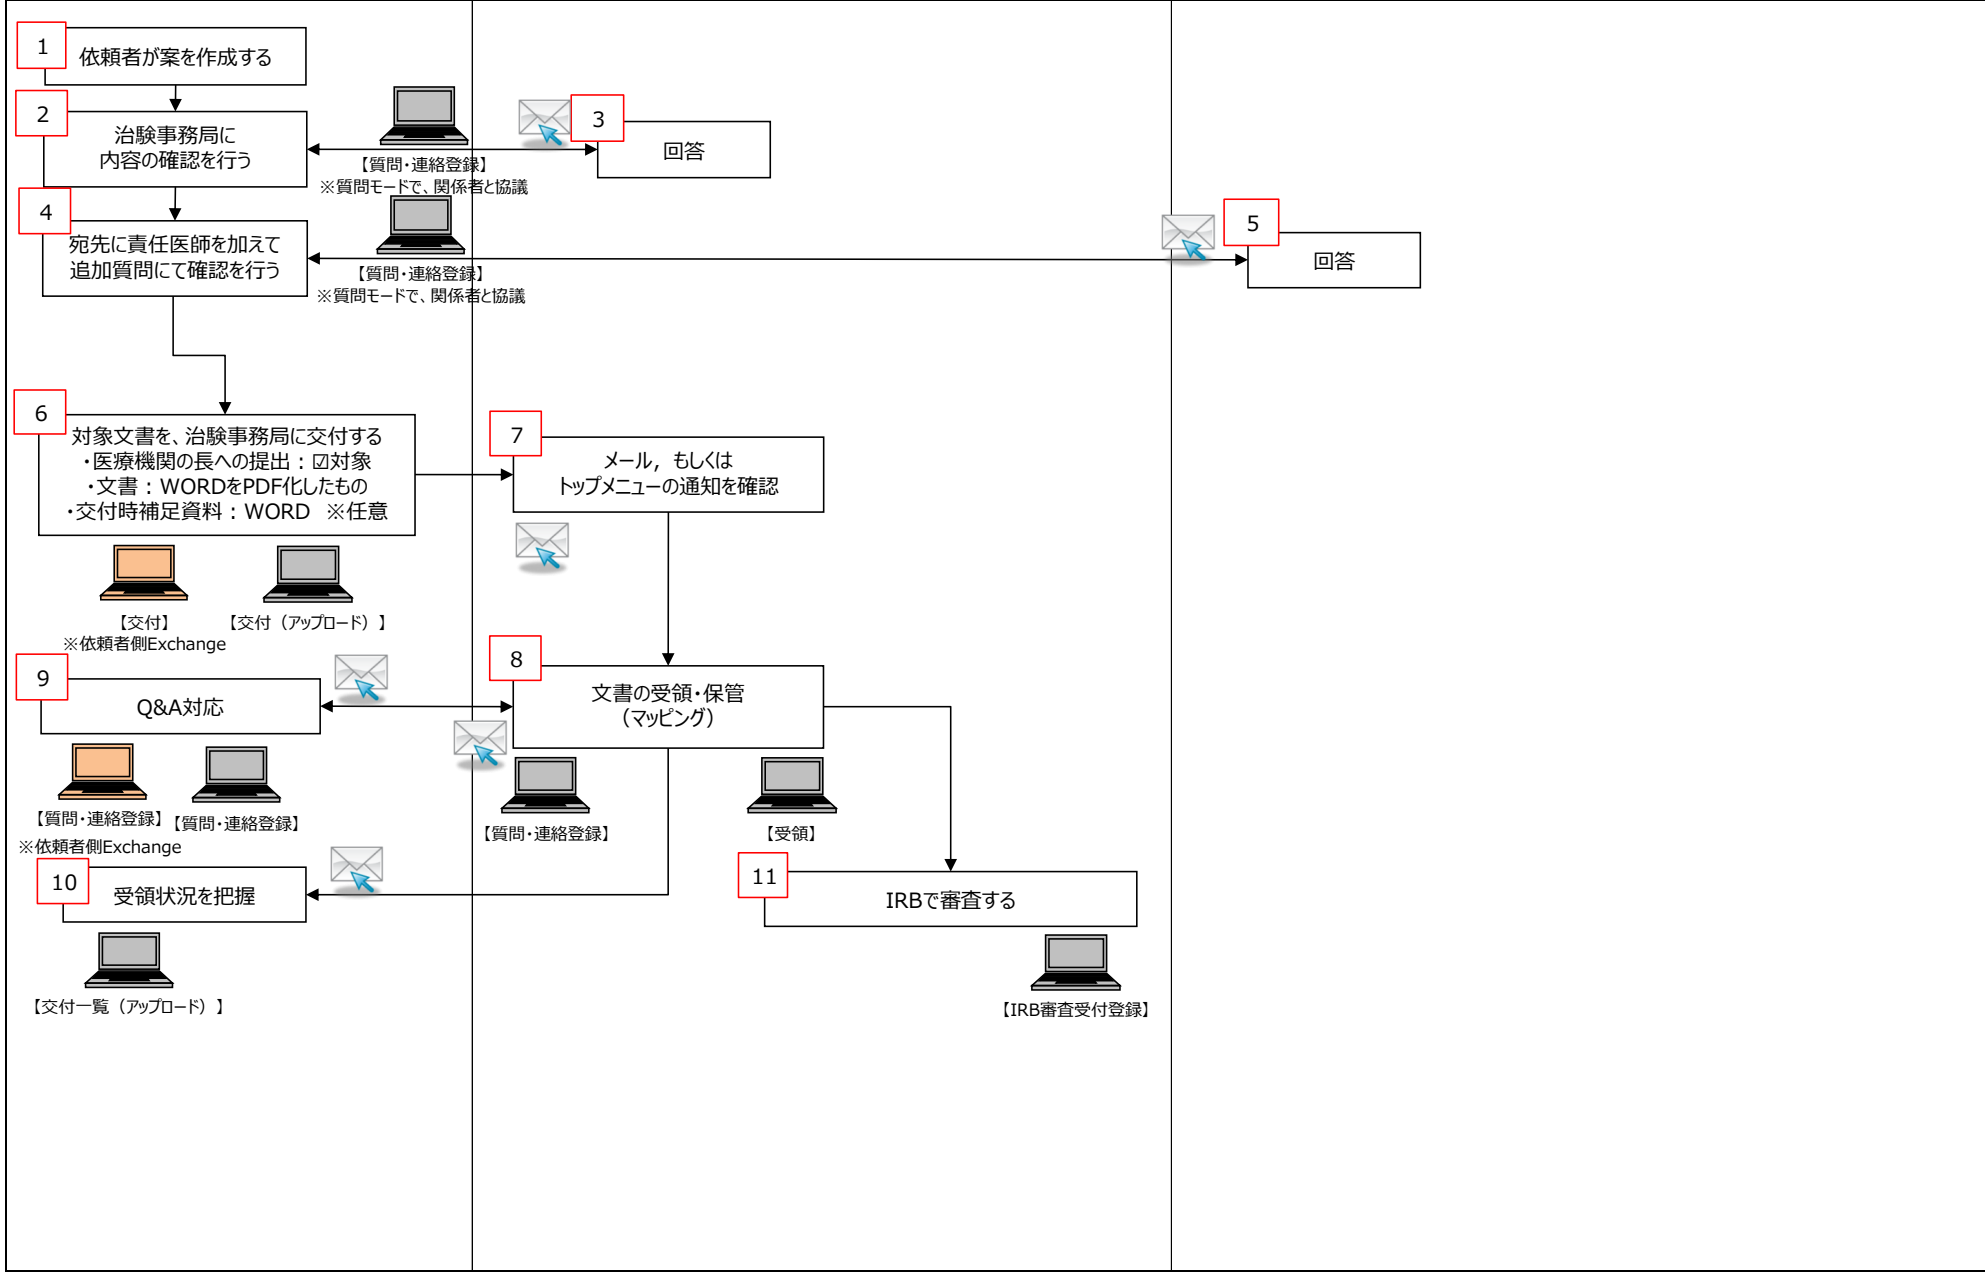 1
依頼者が案を作成する
2
治験事務局に
内容の確認を行う
【質問・連絡登録】
※質問モードで、関係者と協議
3
回答
4
宛先に責任医師を加えて
追加質問にて確認を行う
【質問・連絡登録】
※質問モードで、関係者と協議
5
回答
6
対象文書を、治験事務局に交付する
・医療機関の長への提出：☑対象
・文書：WORDをPDF化したもの
・交付時補足資料：WORD ※任意
【交付】
※依頼者側Exchange
【交付（アップロード）】
7
メール，もしくは
トップメニューの通知を確認
8
文書の受領・保管
（マッピング）
【質問・連絡登録】
【受領】
9
Q&A対応
【質問・連絡登録】
※依頼者側Exchange
【質問・連絡登録】
10
受領状況を把握
【交付一覧（アップロード）】
11
IRBで審査する
【IRB審査受付登録】